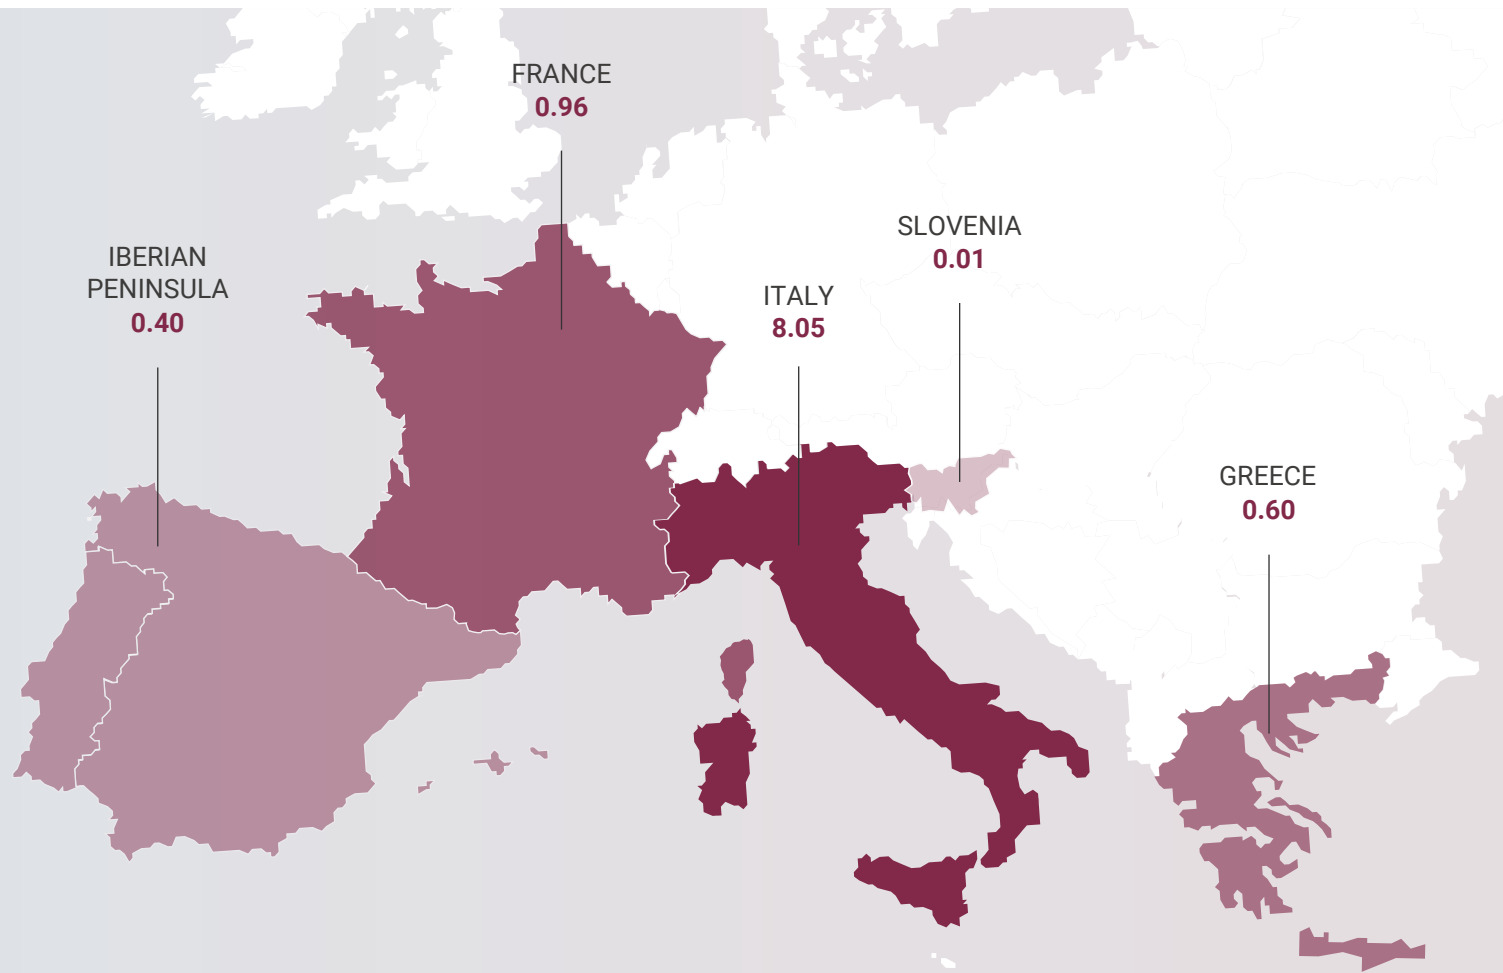 FRANCE
0.96
SLOVENIA
0.01
IBERIAN
PENINSULA
0.40
ITALY
8.05
GREECE
0.60